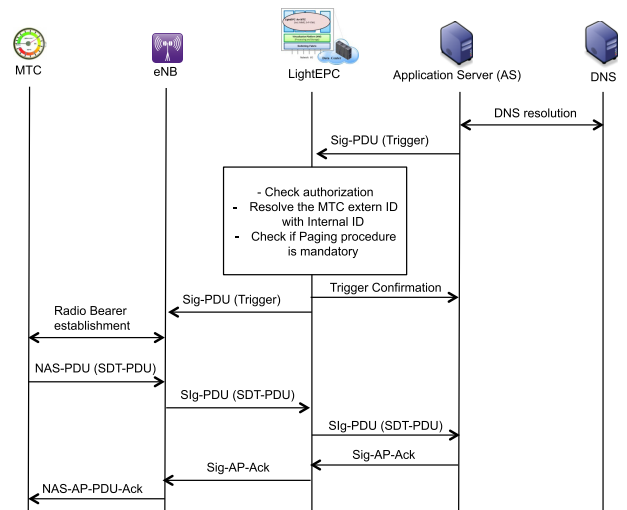 MTC
eNB
LightEPC
Application Server (AS)
DNS
DNS resolution
Sig-PDU (Trigger)
- Check authorization
- Resolve the MTC extern ID
with Internal ID
- Check if Paging procedure
is mandatory
Trigger Confirmation
Sig-PDU (Trigger)
Radio Bearer
establishment
NAS-PDU (SDT-PDU)
SIg-PDU (SDT-PDU)
SIg-PDU (SDT-PDU)
Sig-AP-Ack
Sig-AP-Ack
NAS-AP-PDU-Ack